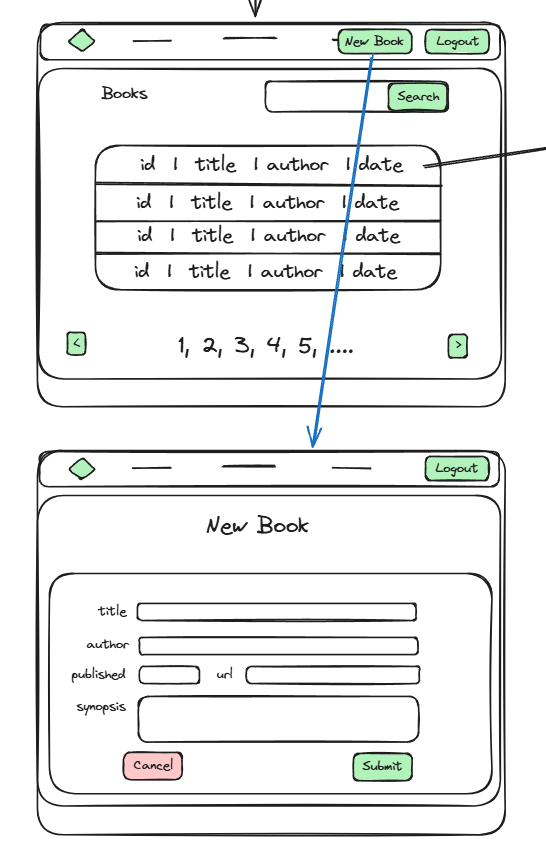 New Book Logout
Books Search
id | title | author | date
id | title | author | date
id | title | author | date
id | title | author | date
< 1, 2, 3, 4, 5, .... >
Logout
New Book
title
author
published url
synopsis
Cancel Submit